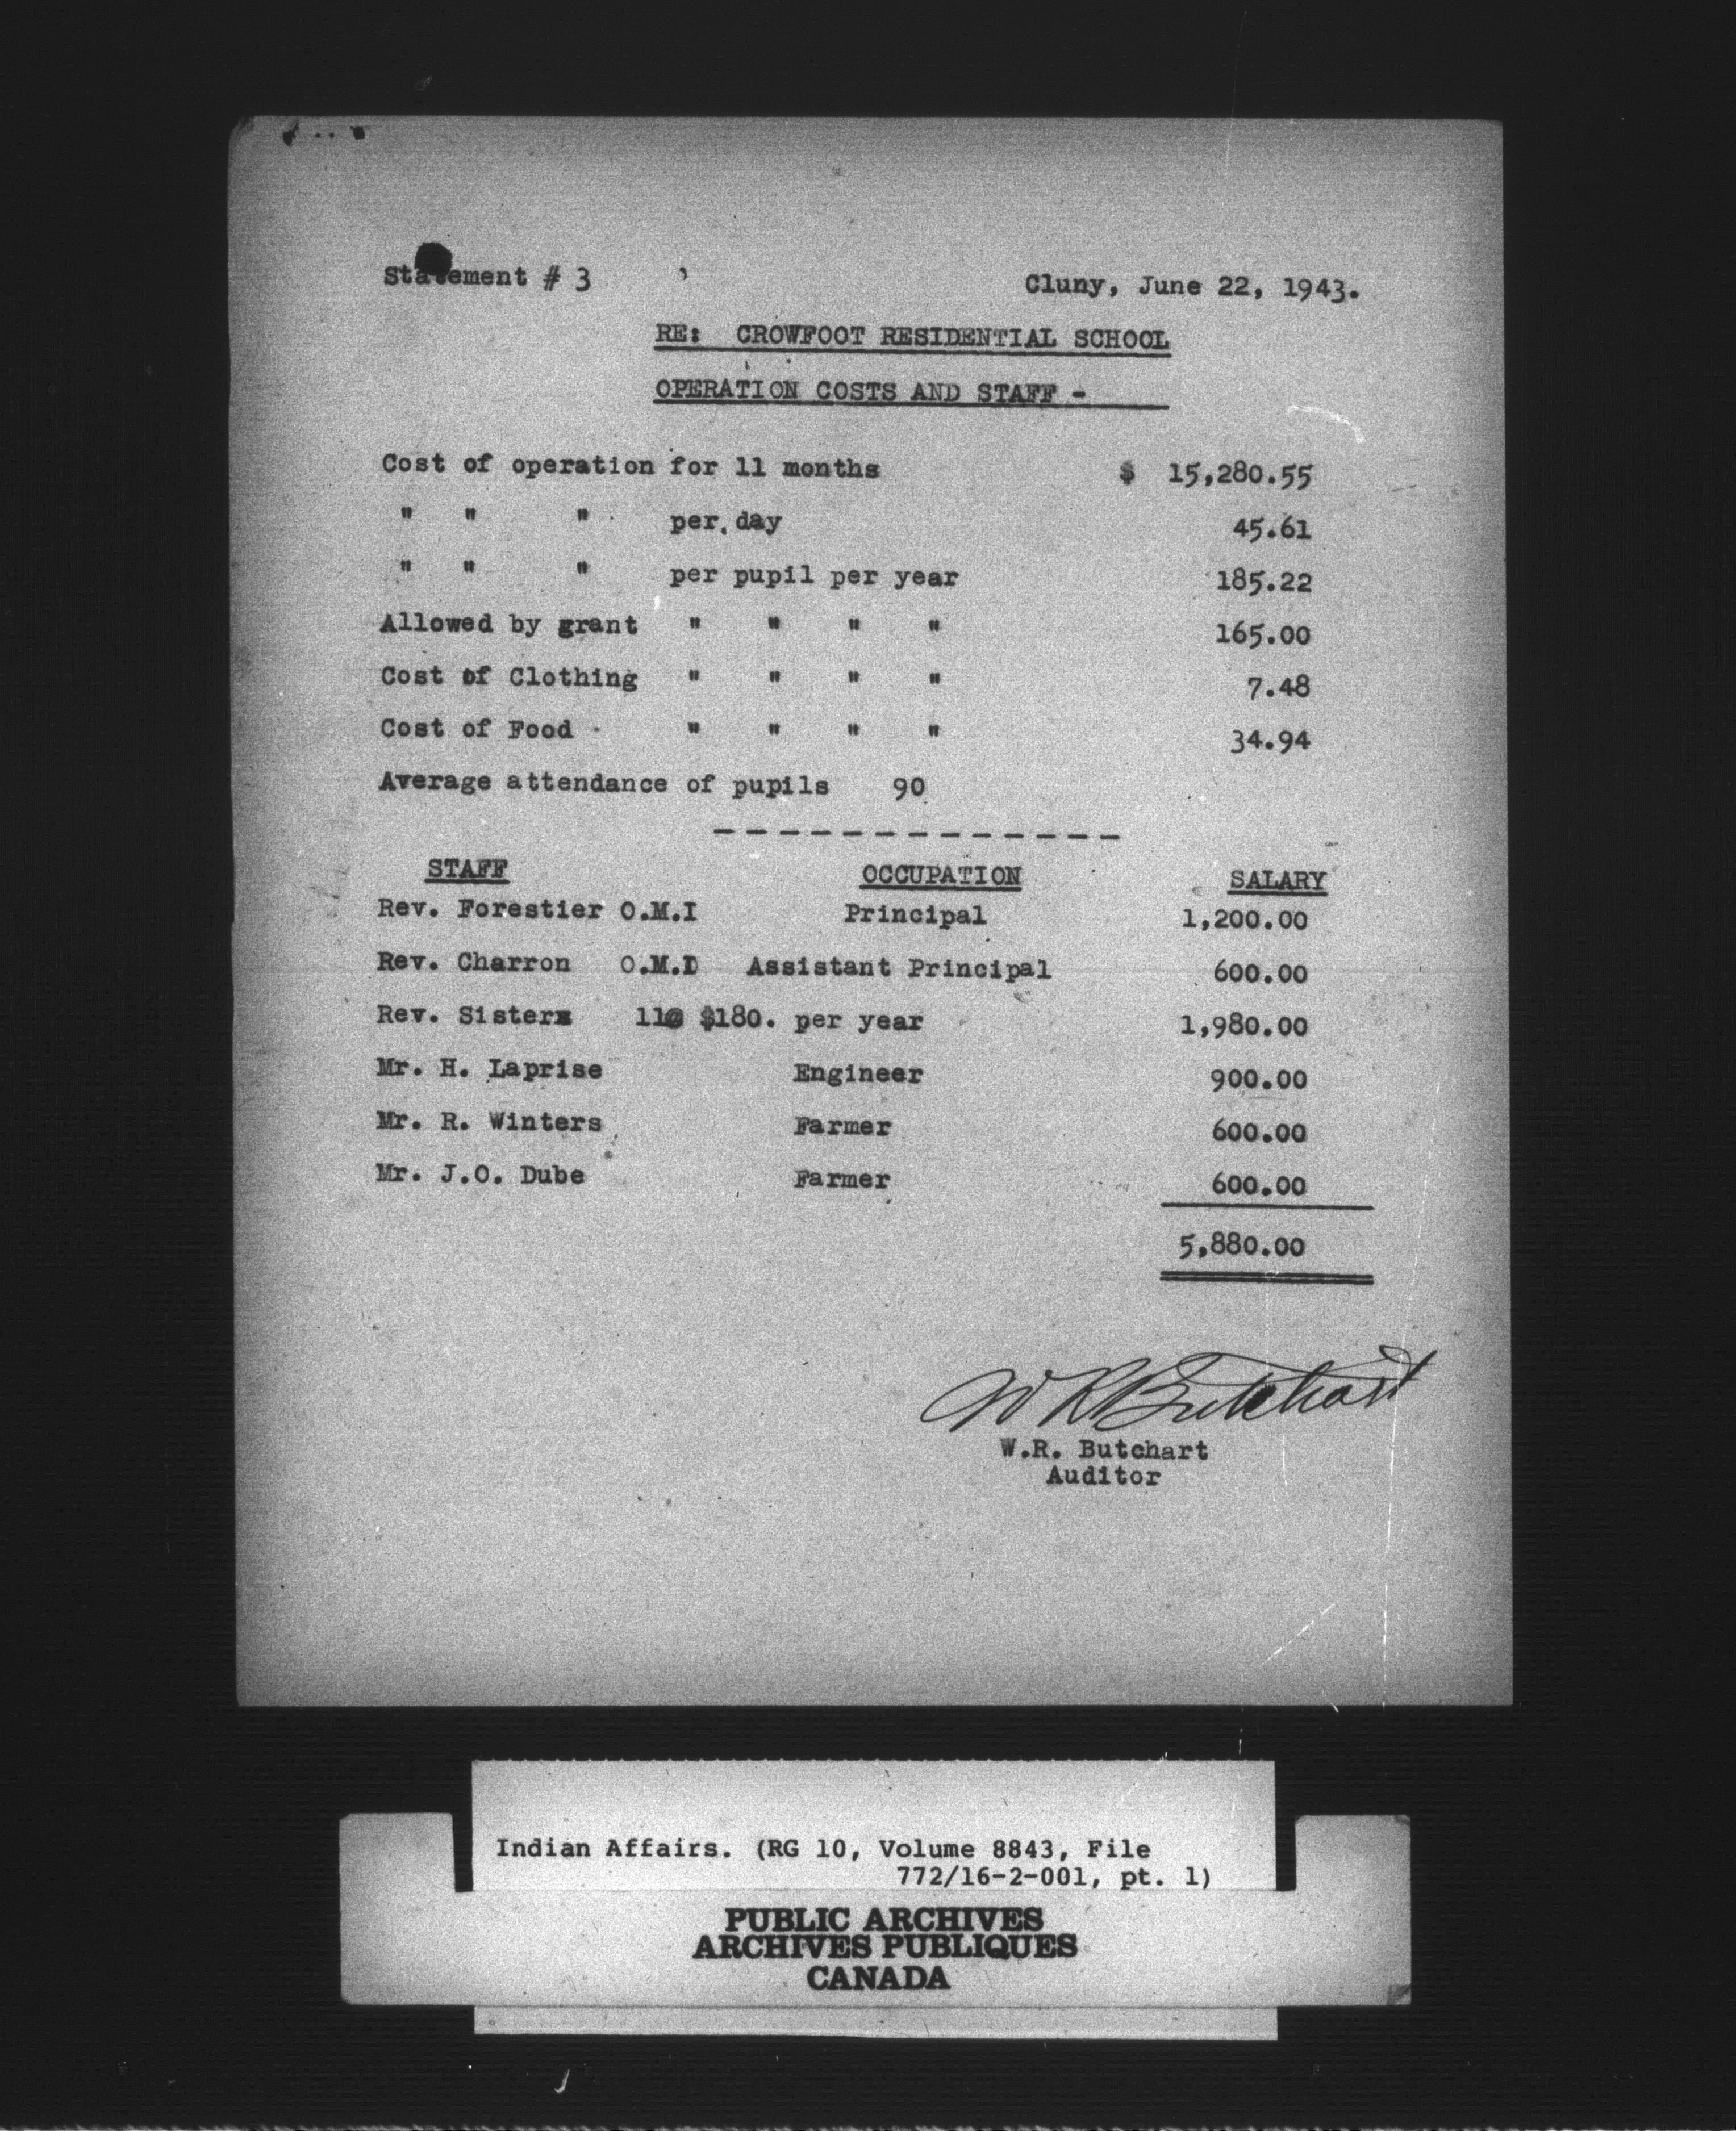 Statement # 3
Cluny, June 22, 1943.
RE: CROWFOOT RESIDENTIAL SCHOOL
OPERATION COSTS AND STAFF -
Cost of operation for 11 months $ 15,280.55
" " " per day 45.61
" " " per pupil per year 185.22
Allowed by grant " " " " 165.00
Cost of Clothing " " " " 7.48
Cost of Food " " " " 34.94
Average attendance of pupils 90
STAFF OCCUPATION SALARY
Rev. Forestier O.M.I Principal 1,200.00
Rev. Charron O.M.I Assistant Principal 600.00
Rev. Sisters 11@ $180. per year 1,980.00
Mr. H. Laprise Engineer 900.00
Mr. R. Winters Farmer 600.00
Mr. J.O. Dube Farmer 600.00
5,880.00
W R Butchart
W.R. Butchart
Auditor
Indian Affairs. (RG 10, Volume 8843, File
772/16-2-001, pt. 1)
PUBLIC ARCHIVES
ARCHIVES PUBLIQUES
CANADA